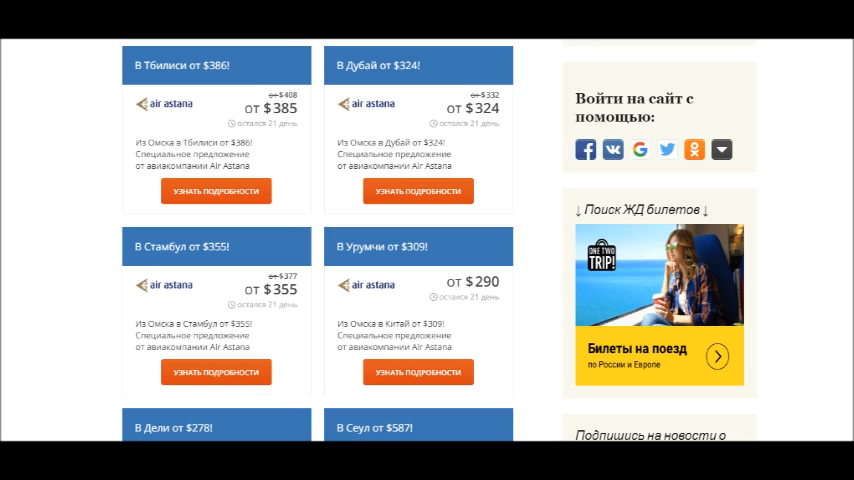 В Тбилиси от $386!
air astana
от $408
от $385
остался 21 день
Из Омска в Тбилиси от $386!
Специальное предложение
от авиакомпании Air Astana
УЗНАТЬ ПОДРОБНОСТИ
В Дубай от $324!
air astana
от $332
от $324
остался 21 день
Из Омска в Дубай от $324!
Специальное предложение
от авиакомпании Air Astana
УЗНАТЬ ПОДРОБНОСТИ
В Стамбул от $355!
air astana
от $377
от $355
остался 21 день
Из Омска в Стамбул от $355!
Специальное предложение
от авиакомпании Air Astana
УЗНАТЬ ПОДРОБНОСТИ
В Урумчи от $309!
air astana
от $290
остался 21 день
Из Омска в Китай от $309!
Специальное предложение
от авиакомпании Air Astana
УЗНАТЬ ПОДРОБНОСТИ
В Дели от $278!
В Сеул от $587!
Войти на сайт с
помощью:
↓ Поиск ЖД билетов ↓
ONE TWO
TRIP!
Билеты на поезд
по России и Европе
Подпишись на новости о